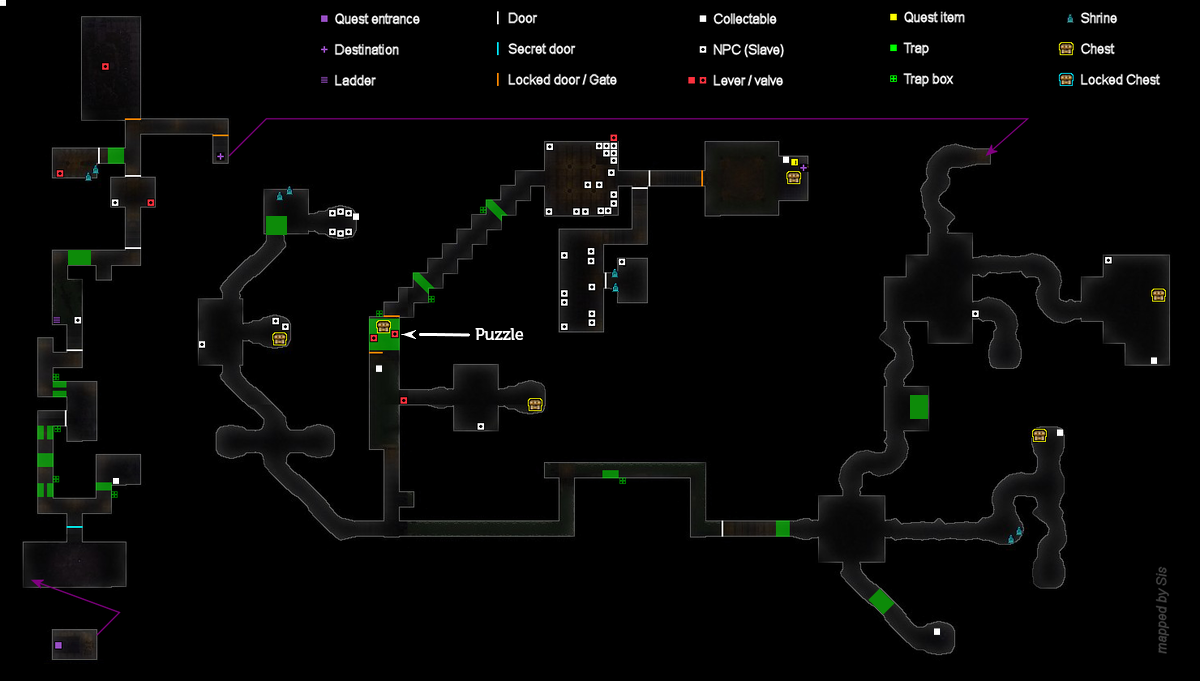 Quest entrance
Door
Collectable
Quest item
Shrine
Destination
Secret door
NPC (Slave)
Trap
Chest
Ladder
Locked door / Gate
Lever / valve
Trap box
Locked Chest
Puzzle
mapped by Sis